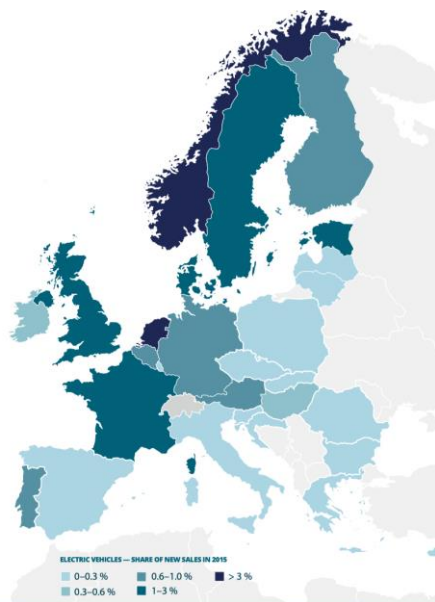 ELECTRIC VEHICLES — SHARE OF NEW SALES IN 2015
0–0.3 % 0.6–1.0 % > 3 %
0.3–0.6 % 1–3 %